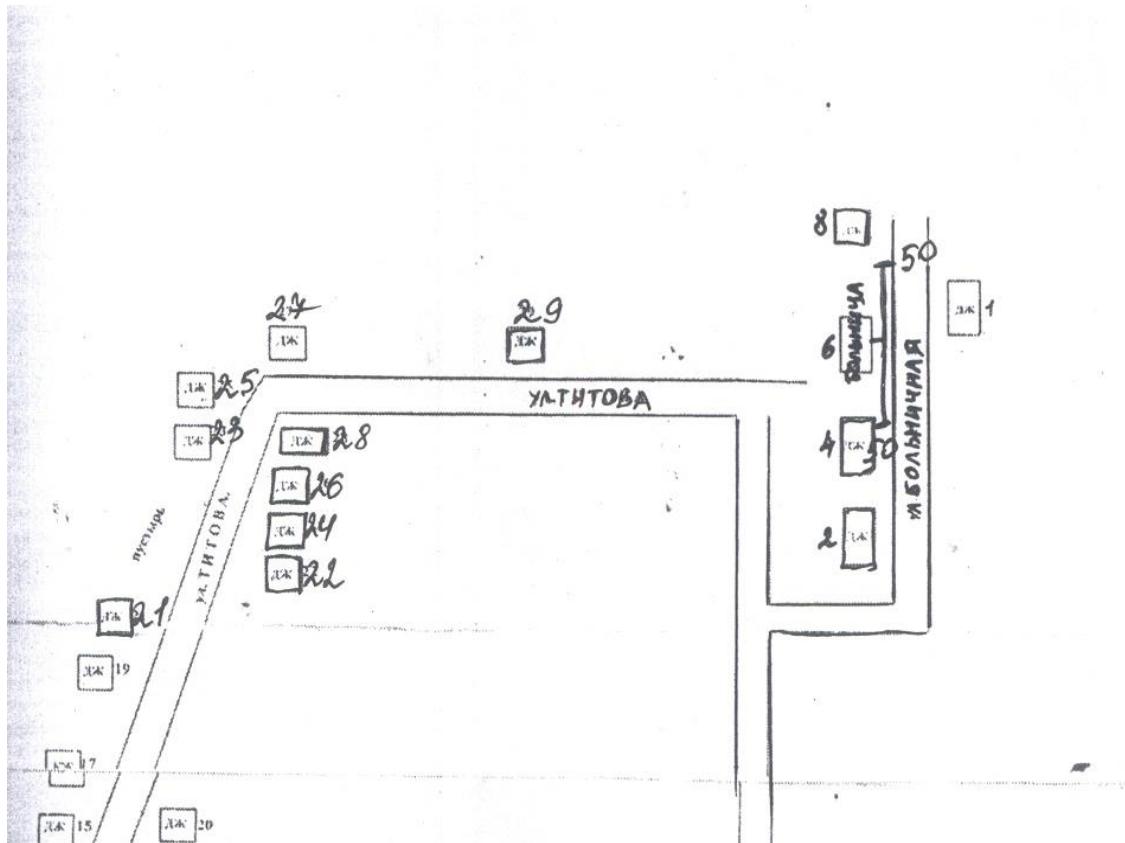 8 ДЖ
50
ДЖ 1
27
ДЖ
29
ДЖ
6 БОЛЬНИЦА
УЛ БОЛЬНИЧНАЯ
ДЖ 25
УЛ.ТИТОВА
ДЖ 23
ДЖ 28
4 ДЖ 50
ДЖ 26
пустырь
ул.ТИТОВА
ДЖ 24
2 ДЖ
ДЖ 22
ДЖ 21
ДЖ 19
17
ДЖ 15
ДЖ 20